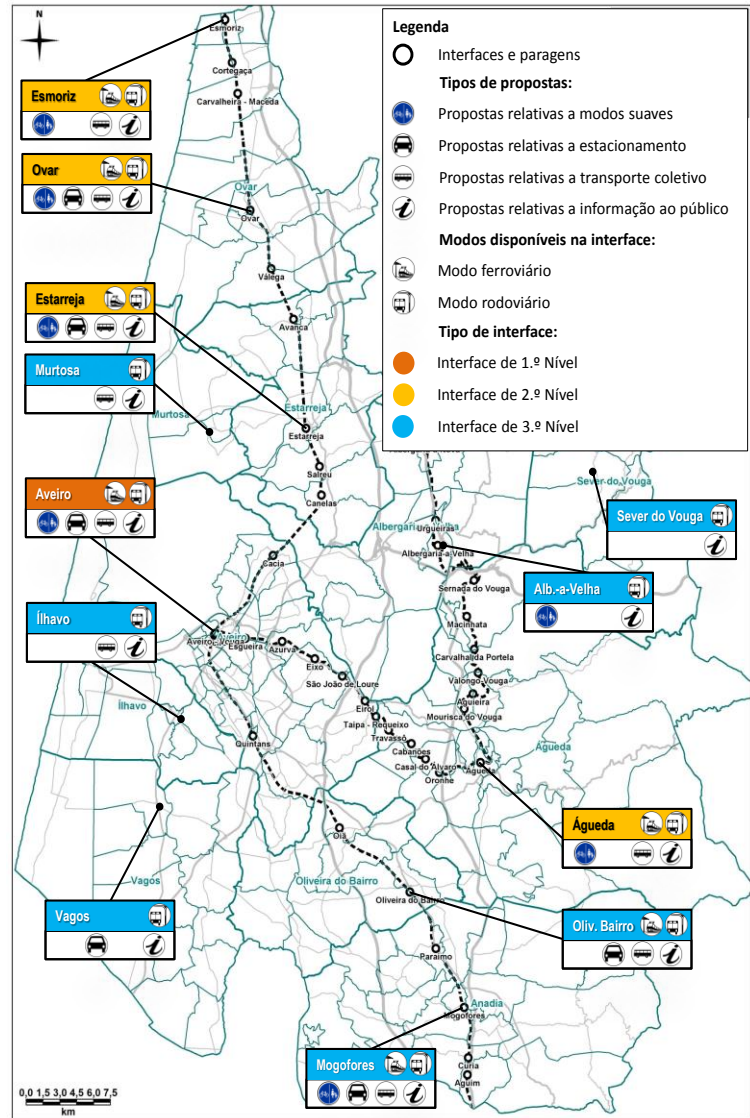 N
Legenda
Interfaces e paragens
Tipos de propostas:
Propostas relativas a modos suaves
Propostas relativas a estacionamento
Propostas relativas a transporte coletivo
Propostas relativas a informação ao público
Modos disponíveis na interface:
Modo ferroviário
Modo rodoviário
Tipo de interface:
Interface de 1.º Nível
Interface de 2.º Nível
Interface de 3.º Nível
Esmoriz
Cortegaça
Carvalheira - Maceda
Esmoriz
Ovar
Ovar
Ovar
Válega
Avanca
Estarreja
Estarreja
Estarreja
Murtosa
Murtosa
Salreu
Canelas
Sever do Vouga
Sever do Vouga
Urgeiras
Albergaria-a-Velha
Alb.-a-Velha
Aveiro
Cacia
Sernada do Vouga
Macinhata
Carvalhal da Portela
Valongo-Vouga
Aguieira
Mourisca do Vouga
Ílhavo
Ílhavo
Aveiro
Esgueira
Azurva
Eixo
São João de Loure
Eirol
Taipa - Requeixo
Travassô
Cabanões
Casal do Álvaro
Oronhe
Águeda
Águeda
Águeda
Quintans
Oiã
Oliveira do Bairro
Oliveira do Bairro
Oliv. Bairro
Vagos
Vagos
Paraimo
Anadia
Mogofores
Mogofores
Curia
Aguim
0,0 1,5 3,0 4,5 6,0 7,5
km